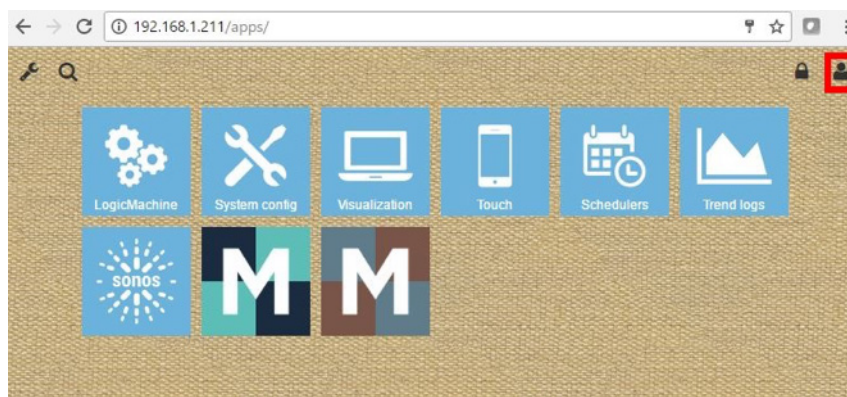 192.168.1.211/apps/
LogicMachine
System config
Visualization
Touch
Schedulers
Trend logs
sonos
M
M